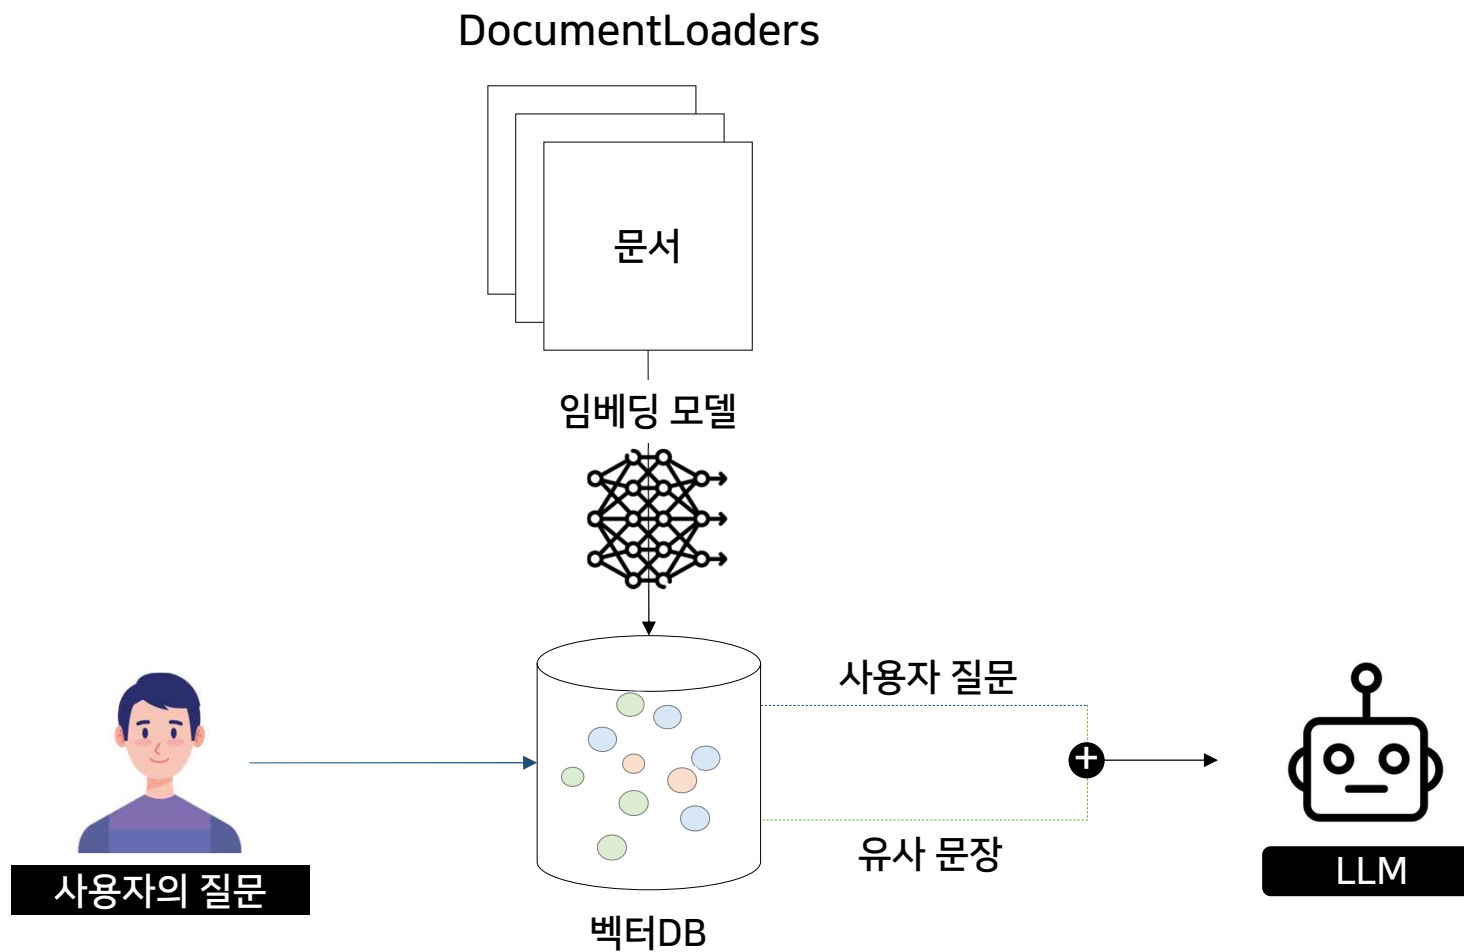 DocumentLoaders
문서
임베딩 모델
사용자 질문
유사 문장
사용자의 질문
벡터DB
LLM